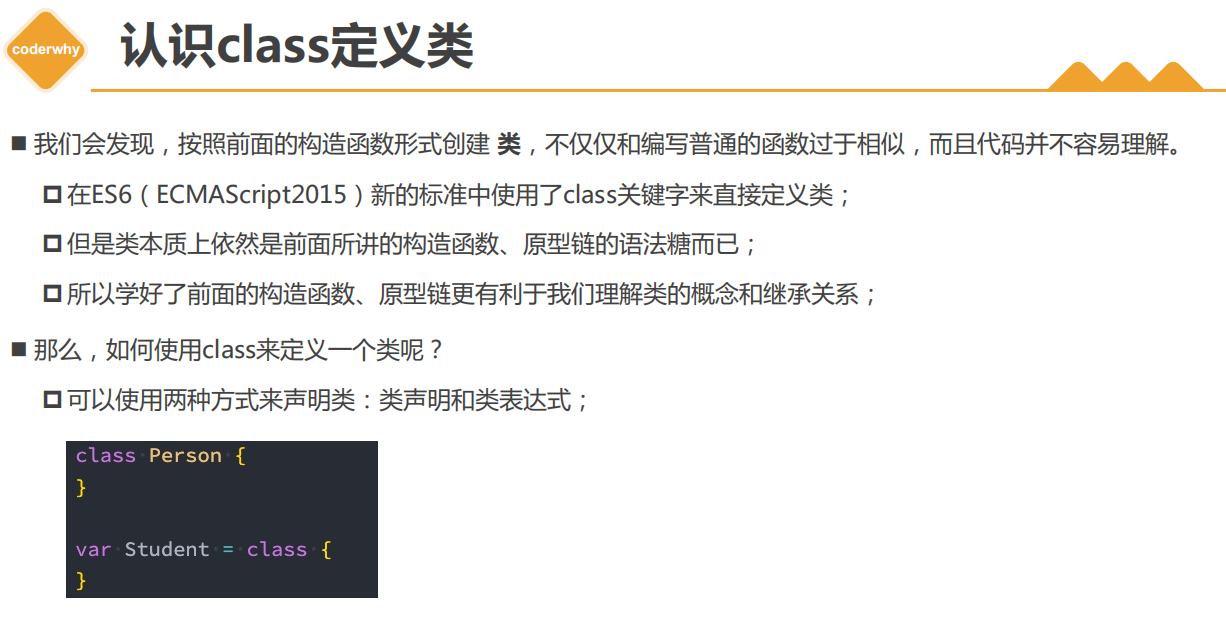 coderwhy
认识class定义类
我们会发现，按照前面的构造函数形式创建 类，不仅仅和编写普通的函数过于相似，而且代码并不容易理解。
在ES6（ECMAScript2015）新的标准中使用了class关键字来直接定义类；
但是类本质上依然是前面所讲的构造函数、原型链的语法糖而已；
所以学好了前面的构造函数、原型链更有利于我们理解类的概念和继承关系；
那么，如何使用class来定义一个类呢？
可以使用两种方式来声明类：类声明和类表达式；
class Person {
}
var Student = class {
}